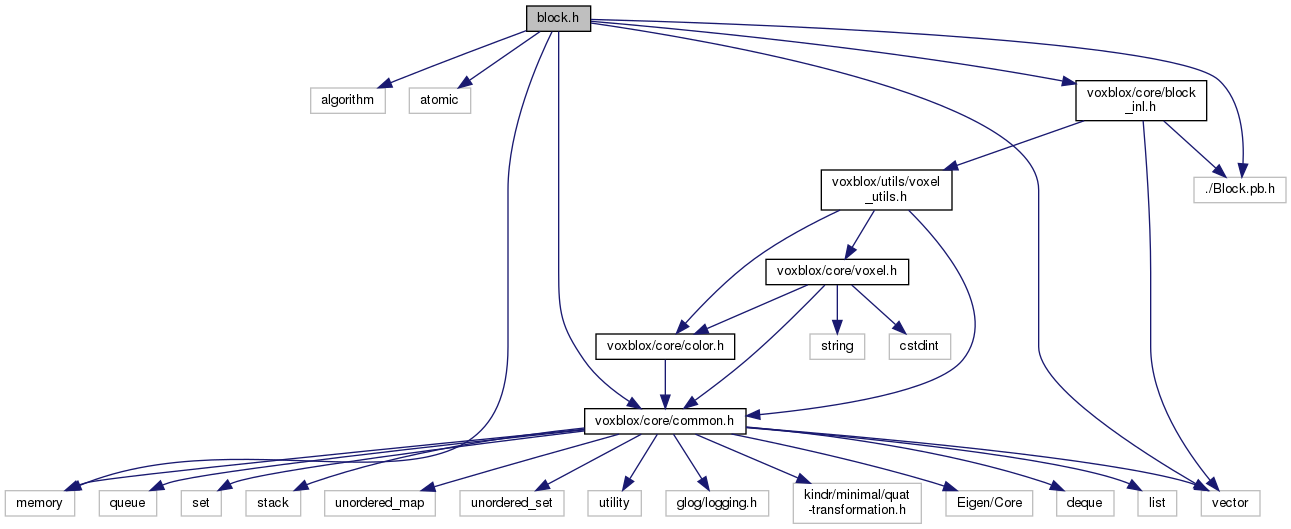 block.h
algorithm
atomic
voxblox/core/block
_inl.h
voxblox/utils/voxel
_utils.h
./Block.pb.h
voxblox/core/voxel.h
voxblox/core/color.h
string
cstdint
voxblox/core/common.h
memory
queue
set
stack
unordered_map
unordered_set
utility
glog/logging.h
kindr/minimal/quat
-transformation.h
Eigen/Core
deque
list
vector